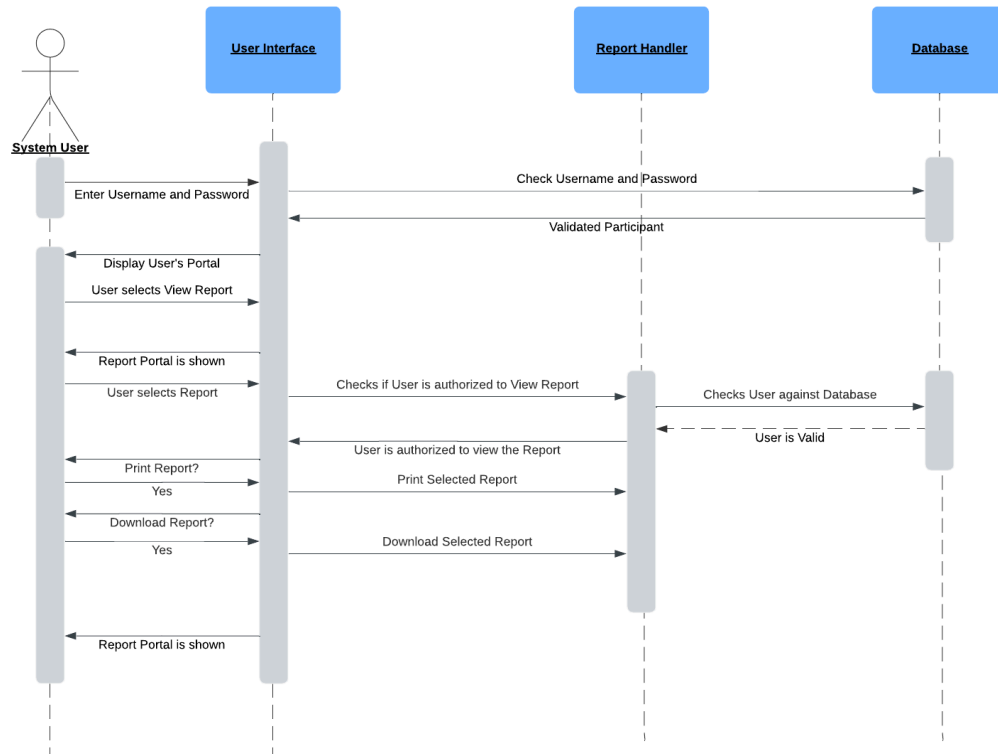 User Interface
Report Handler
Database
System User
Enter Username and Password
Check Username and Password
Validated Participant
Display User's Portal
User selects View Report
Report Portal is shown
User selects Report
Checks if User is authorized to View Report
Checks User against Database
User is Valid
User is authorized to view the Report
Print Report?
Yes
Print Selected Report
Download Report?
Yes
Download Selected Report
Report Portal is shown